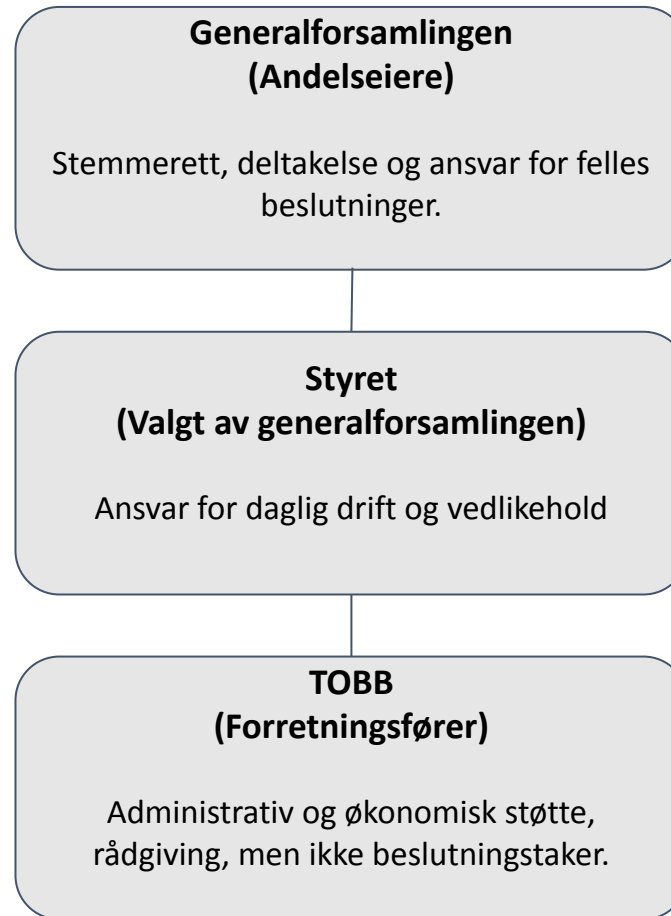 Generalforsamlingen
(Andelseiere)
Stemmerett, deltakelse og ansvar for felles
beslutninger.
Styret
(Valgt av generalforsamlingen)
Ansvar for daglig drift og vedlikehold
TOBB
(Forretningsfører)
Administrativ og økonomisk støtte,
rådgiving, men ikke beslutningstaker.